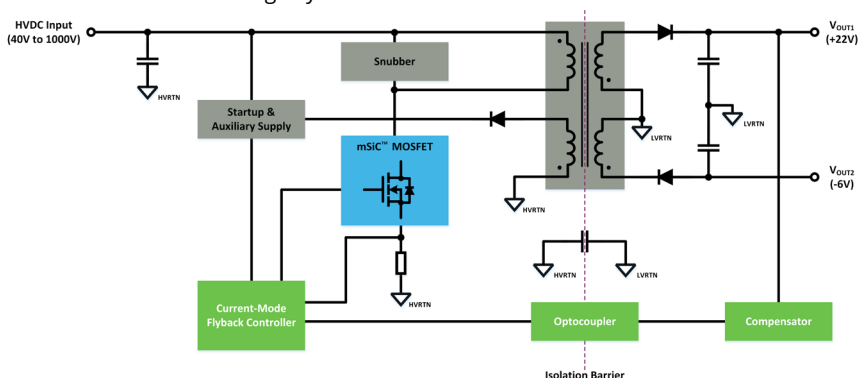 HVDC Input
(40V to 1000V)
HVRTN
Snubber
Startup &
Auxiliary Supply
mSiC™ MOSFET
HVRTN
Current-Mode
Flyback Controller
HVRTN
LVRTN
LVRTN
VOUT1
(+22V)
VOUT2
(-6V)
HVRTN
LVRTN
Optocoupler
Compensator
Isolation Barrier